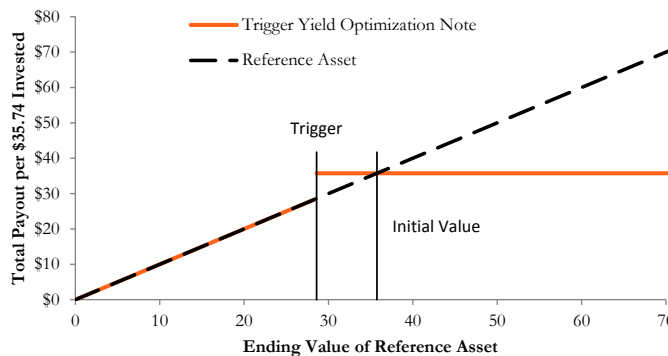 $80
$70
$60
$50
$40
$30
$20
$10
$0
Total Payout per $35.74 Invested
Trigger Yield Optimization Note
Reference Asset
Trigger
Initial Value
0 10 20 30 40 50 60 70
Ending Value of Reference Asset